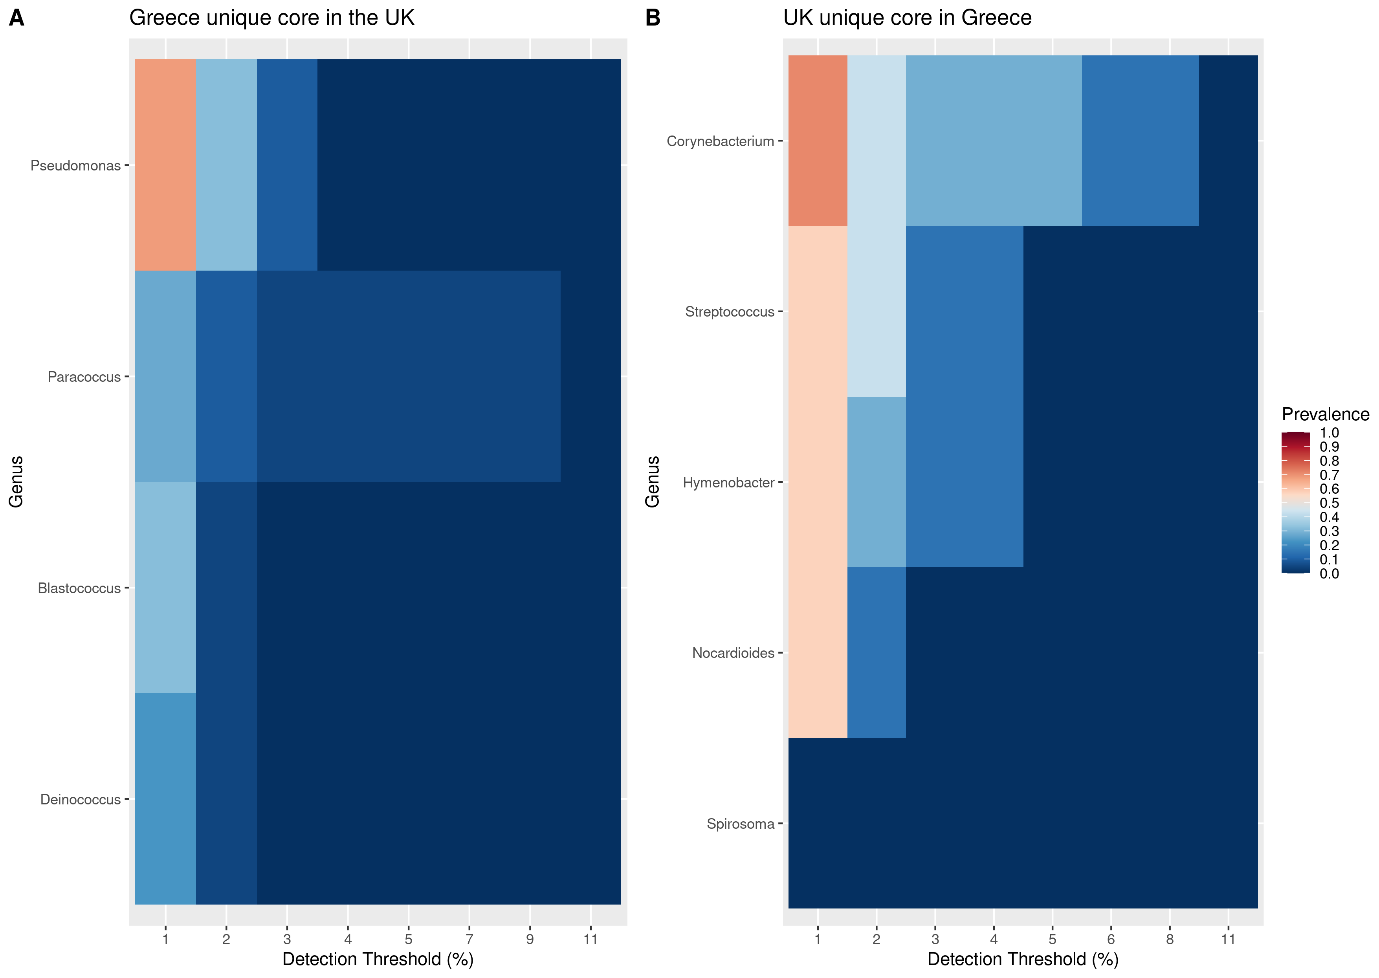 A
Greece unique core in the UK
Genus
Pseudomonas
Paracoccus
Blastococcus
Deinococcus
1 2 3 4 5 7 9 11
Detection Threshold (%)
B
UK unique core in Greece
Genus
Corynebacterium
Streptococcus
Hymenobacter
Nocardioides
Spirosoma
1 2 3 4 5 6 8 11
Detection Threshold (%)
Prevalence
1.0
0.9
0.8
0.7
0.6
0.5
0.4
0.3
0.2
0.1
0.0